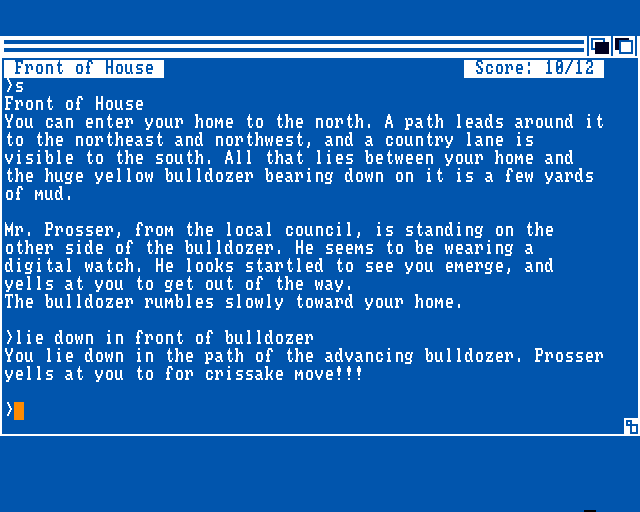 Front of House Score: 10/12
>s
Front of House
You can enter your home to the north. A path leads around it
to the northeast and northwest, and a country lane is
visible to the south. All that lies between your home and
the huge yellow bulldozer bearing down on it is a few yards
of mud.
Mr. Prosser, from the local council, is standing on the
other side of the bulldozer. He seems to be wearing a
digital watch. He looks startled to see you emerge, and
yells at you to get out of the way.
The bulldozer rumbles slowly toward your home.
>lie down in front of bulldozer
You lie down in the path of the advancing bulldozer. Prosser
yells at you to for crissake move!!!
>